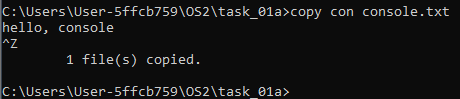 C:\Users\User-5ffcb759\OS2\task_01a>copy con console.txt
hello, console
^Z
        1 file(s) copied.

C:\Users\User-5ffcb759\OS2\task_01a>